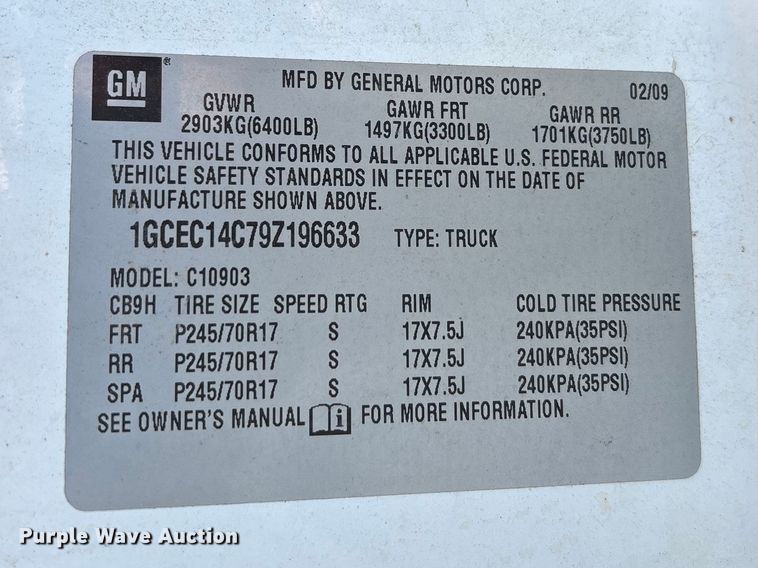 GM® MFD BY GENERAL MOTORS CORP. 02/09
GVWR GAWR FRT GAWR RR
2903KG(6400LB) 1497KG(3300LB) 1701KG(3750LB)
THIS VEHICLE CONFORMS TO ALL APPLICABLE U.S. FEDERAL MOTOR
VEHICLE SAFETY STANDARDS IN EFFECT ON THE DATE OF
MANUFACTURE SHOWN ABOVE.
1GCEC14C79Z196633 TYPE: TRUCK
MODEL: C10903
CB9H TIRE SIZE SPEED RTG RIM COLD TIRE PRESSURE
FRT P245/70R17 S 17X7.5J 240KPA(35PSI)
RR P245/70R17 S 17X7.5J 240KPA(35PSI)
SPA P245/70R17 S 17X7.5J 240KPA(35PSI)
SEE OWNER'S MANUAL i FOR MORE INFORMATION.
Purple Wave Auction